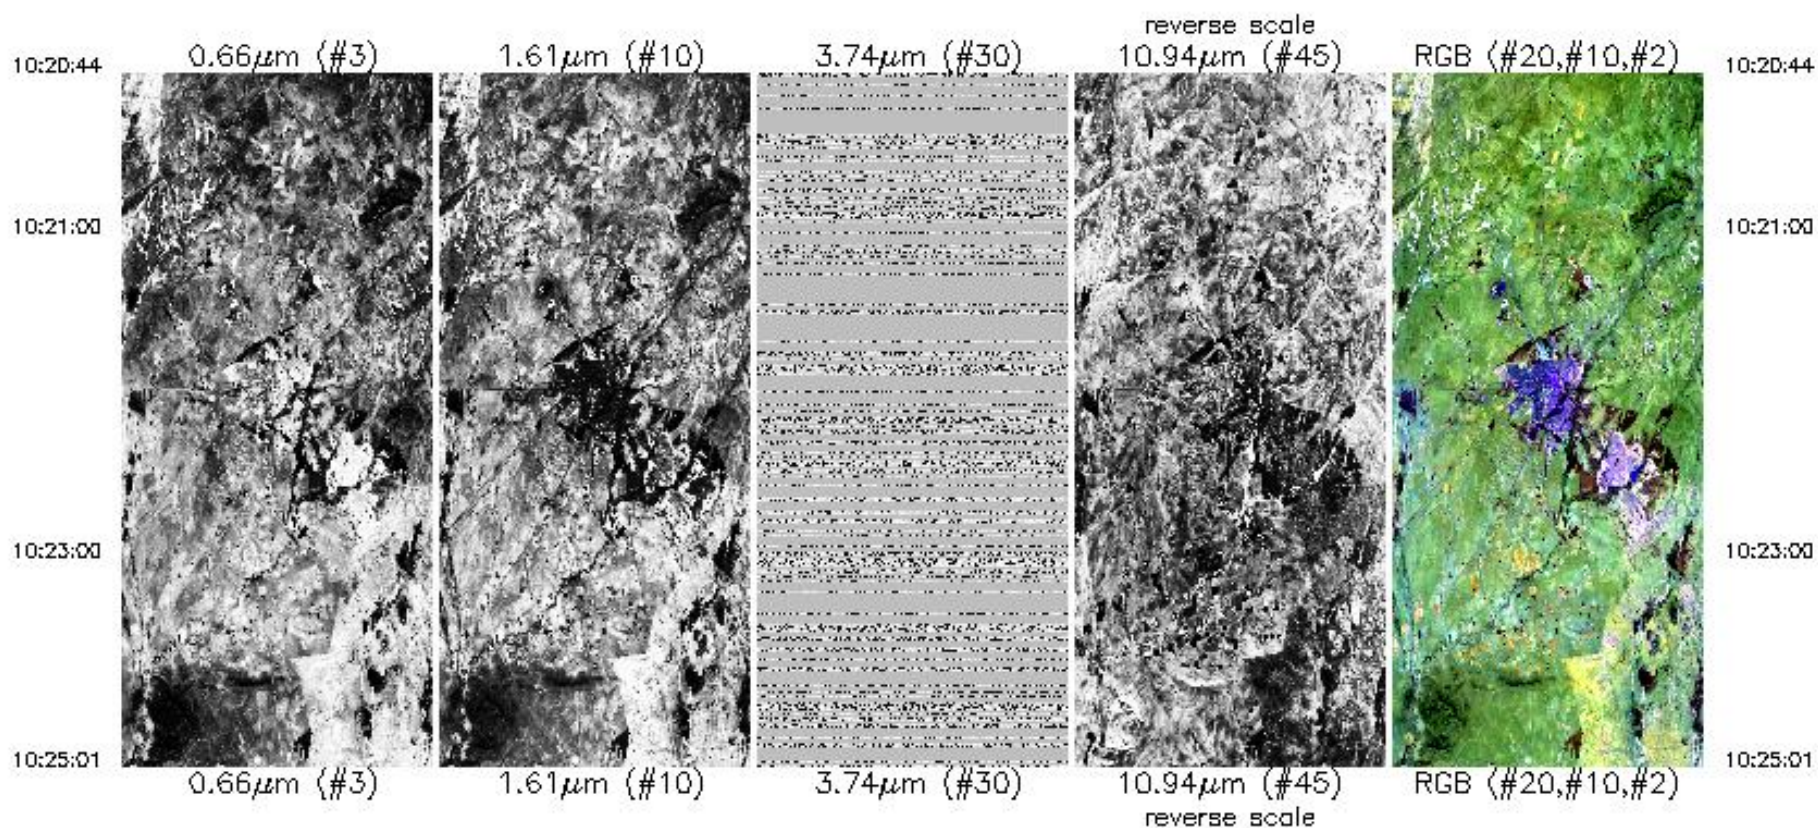 reverse scale
0.66μm (#3) 1.61μm (#10) 3.74μm (#30) 10.94μm (#45) RGB (#20,#10,#2)
10:20:44 10:20:44
10:21:00 10:21:00
10:23:00 10:23:00
10:25:01 10:25:01
0.66μm (#3) 1.61μm (#10) 3.74μm (#30) 10.94μm (#45) RGB (#20,#10,#2)
reverse scale